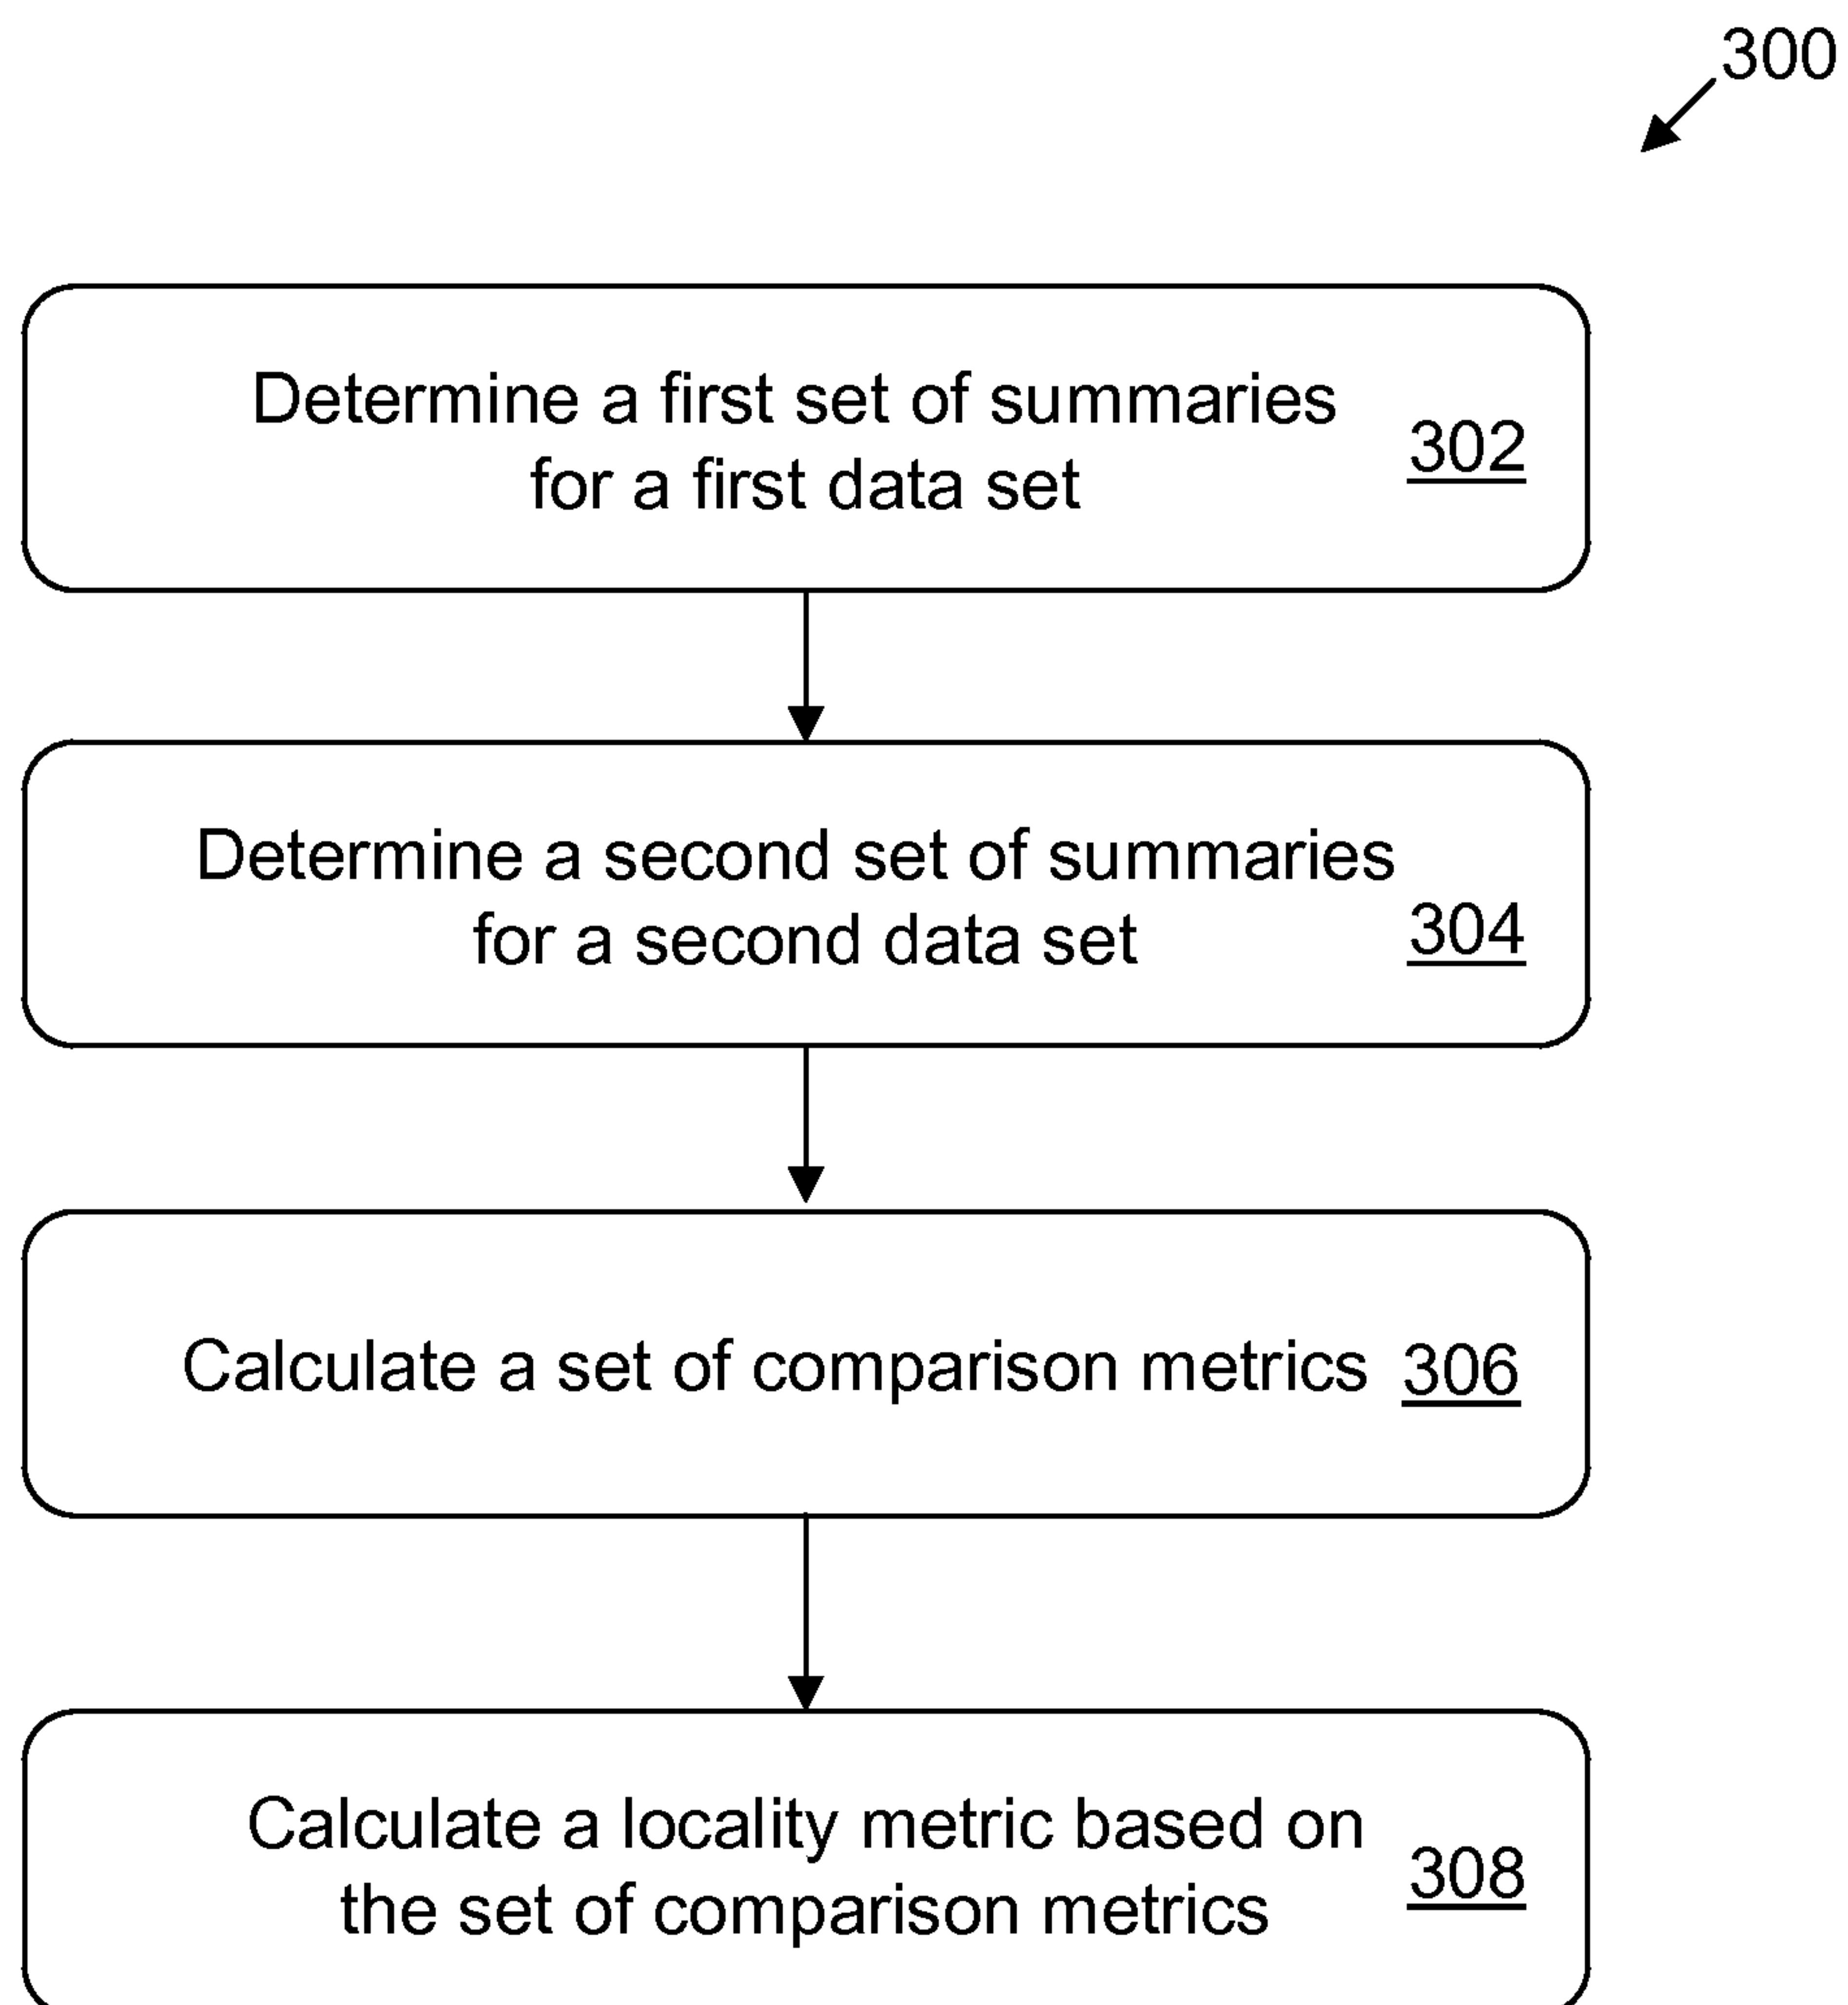 300
Determine a first set of summaries
for a first data set
302
Determine a second set of summaries
for a second data set
304
Calculate a set of comparison metrics 306
Calculate a locality metric based on
the set of comparison metrics
308